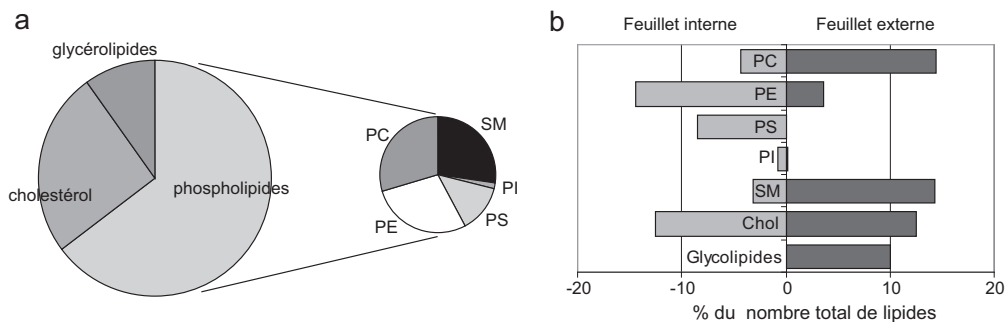 a
glycérolipides
cholestérol
phospholipides
PC
SM
PI
PS
PE
b
Feuillet interne
Feuillet externe
PC
PE
PS
PI
SM
Chol
Glycolipides
-20
-10
0
10
20
% du nombre total de lipides